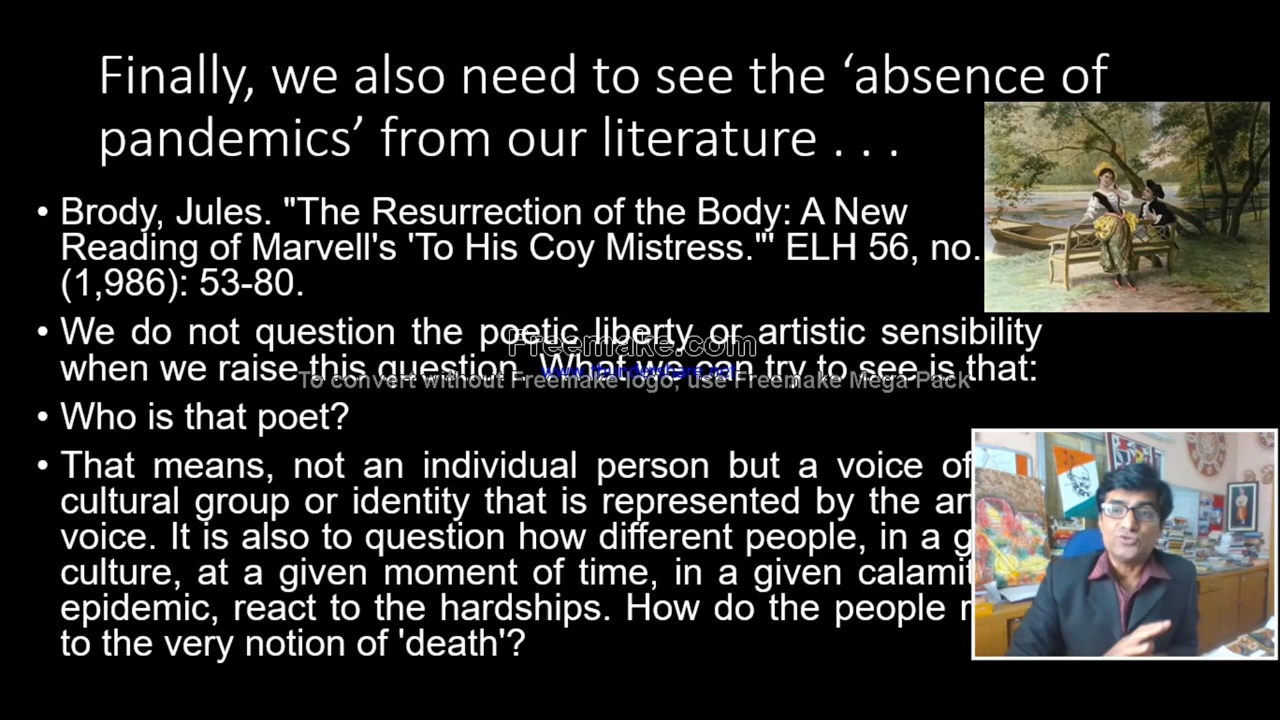 Finally, we also need to see the ‘absence of
pandemics’ from our literature . . .
• Brody, Jules. "The Resurrection of the Body: A New
Reading of Marvell's 'To His Coy Mistress."' ELH 56, no.
(1,986): 53-80.
• We do not question the poetic liberty or artistic sensibility
when we raise this question. What we can try to see is that:
Freemake.com
www.thundershare.net
To convert without Freemake logo, use Freemake Mega Pack
• Who is that poet?
• That means, not an individual person but a voice of
cultural group or identity that is represented by the
voice. It is also to question how different people, in a
culture, at a given moment of time, in a given
epidemic, react to the hardships. How do the people
to the very notion of 'death'?